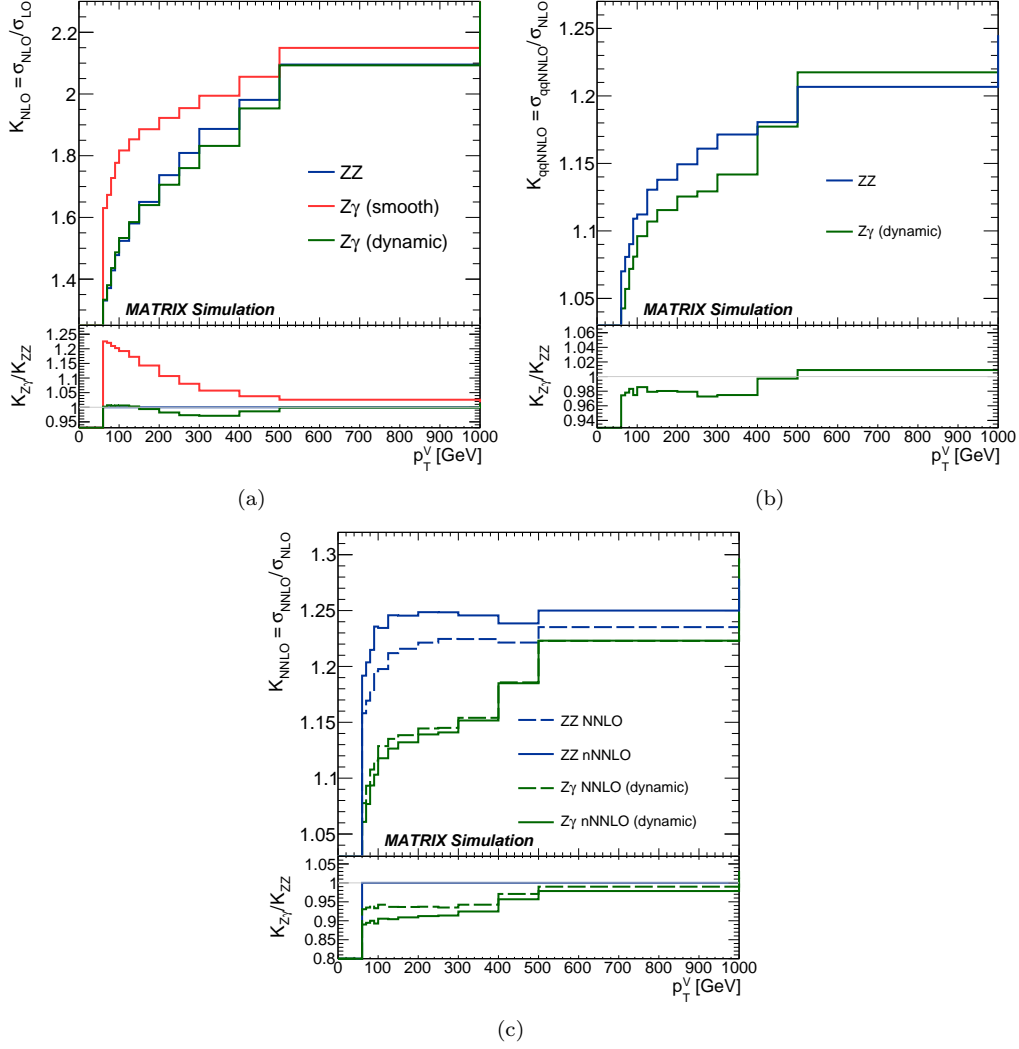 K_NLO = σ_NLO/σ_LO
2.2
2
1.8
1.6
1.4
ZZ
Zγ (smooth)
Zγ (dynamic)
MATRIX Simulation
K_Zγ/K_ZZ
1.25
1.2
1.15
1.1
1.05
1
0.95
0 100 200 300 400 500 600 700 800 900 1000
p_T^V [GeV]
(a)
K_qqNNLO = σ_qqNNLO/σ_NLO
1.25
1.2
1.15
1.1
1.05
ZZ
Zγ (dynamic)
MATRIX Simulation
K_Zγ/K_ZZ
1.06
1.04
1.02
1
0.98
0.96
0.94
0 100 200 300 400 500 600 700 800 900 1000
p_T^V [GeV]
(b)
K_NNLO = σ_NNLO/σ_NLO
1.3
1.25
1.2
1.15
1.1
1.05
ZZ NNLO
ZZ nNNLO
Zγ NNLO (dynamic)
Zγ nNNLO (dynamic)
MATRIX Simulation
K_Zγ/K_ZZ
1.05
1
0.95
0.9
0.85
0.8
0 100 200 300 400 500 600 700 800 900 1000
p_T^V [GeV]
(c)